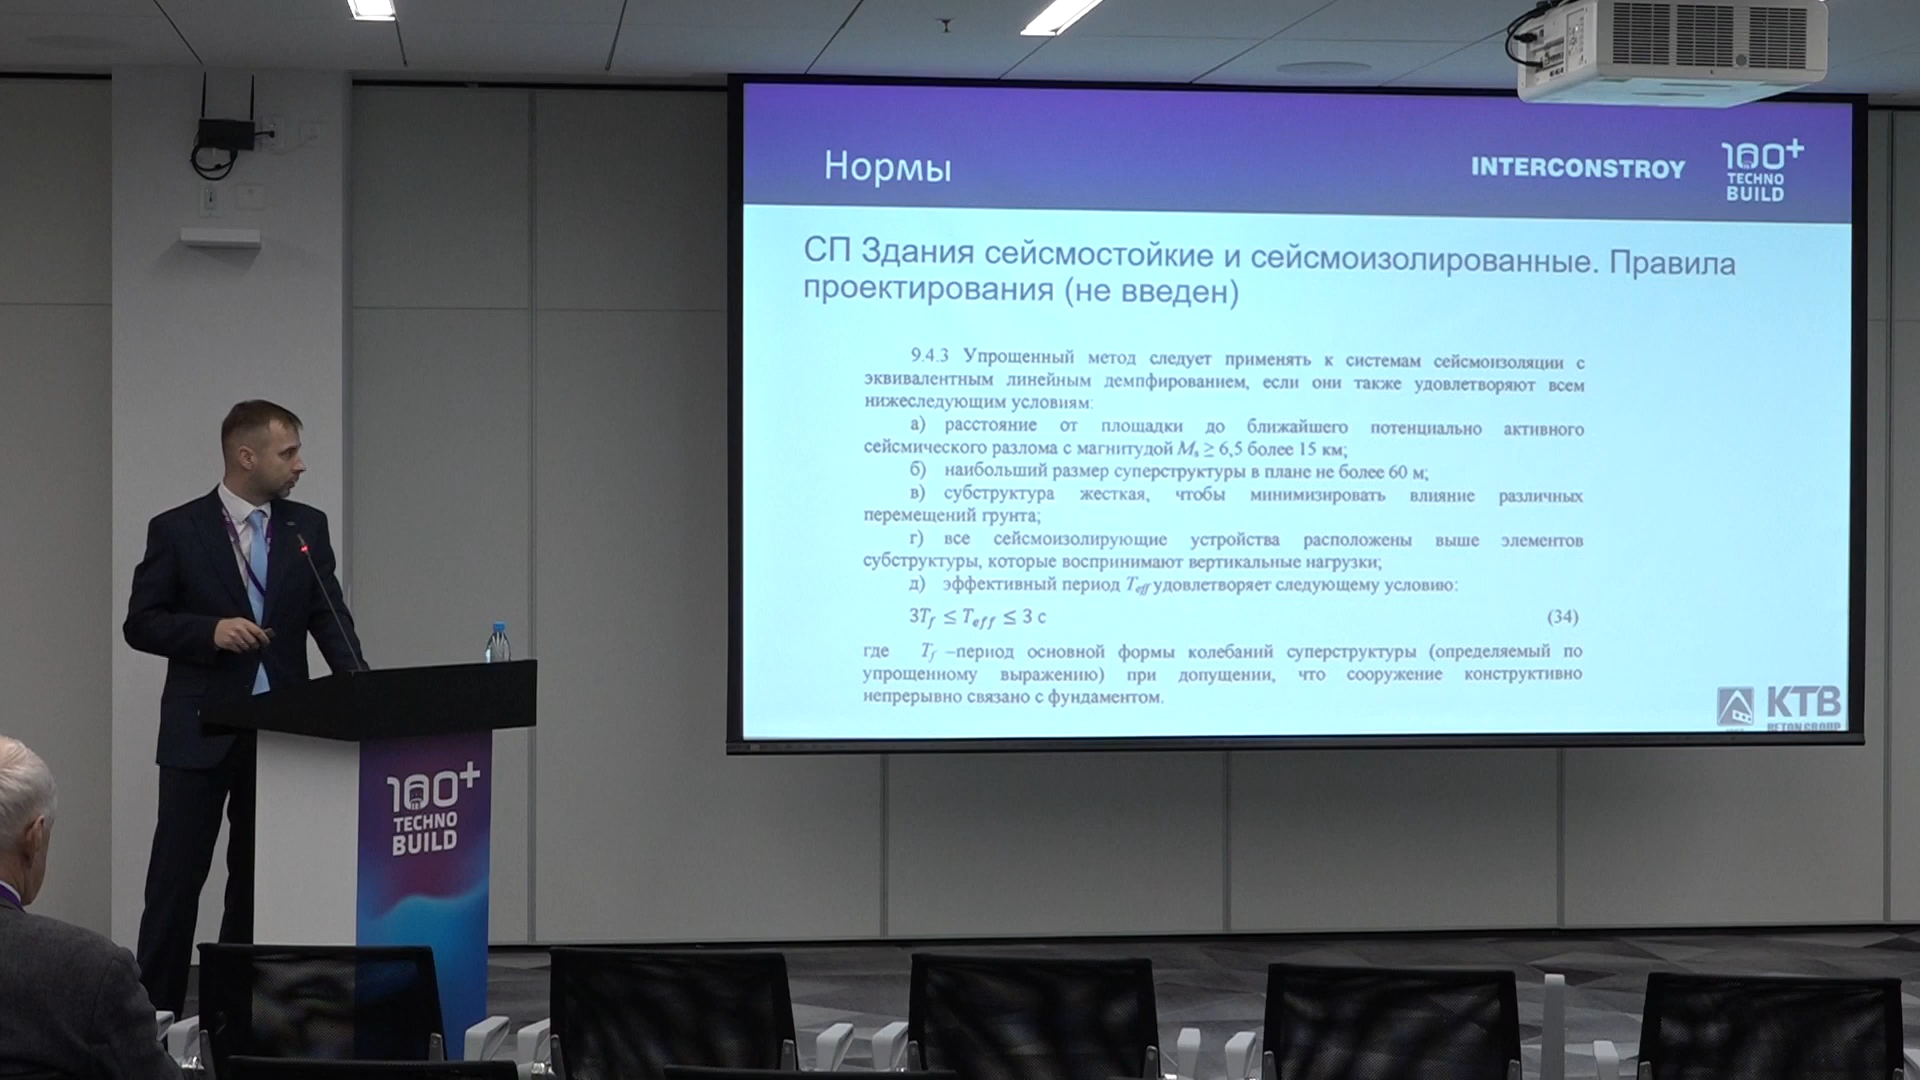 Нормы
INTERCONSTROY
100+
TECHNO
BUILD
СП Здания сейсмостойкие и сейсмоизолированные. Правила
проектирования (не введен)
9.4.3 Упрощенный метод следует применять к системам сейсмоизоляции с
эквивалентным линейным демпфированием, если они также удовлетворяют всем
нижеследующим условиям:
а) расстояние от площадки до ближайшего потенциально активного
сейсмического разлома с магнитудой Ms ≥ 6,5 более 15 км;
б) наибольший размер суперструктуры в плане не более 60 м;
в) субструктура жесткая, чтобы минимизировать влияние различных
перемещений грунта;
г) все сейсмоизолирующие устройства расположены выше элементов
субструктуры, которые воспринимают вертикальные нагрузки;
д) эффективный период Teff удовлетворяет следующему условию:
3Tf ≤ Teff ≤ 3 с (34)
где Tf –период основной формы колебаний суперструктуры (определяемый по
упрощенному выражению) при допущении, что сооружение конструктивно
непрерывно связано с фундаментом.
КТВ
BETON GROUP
100+
TECHNO
BUILD